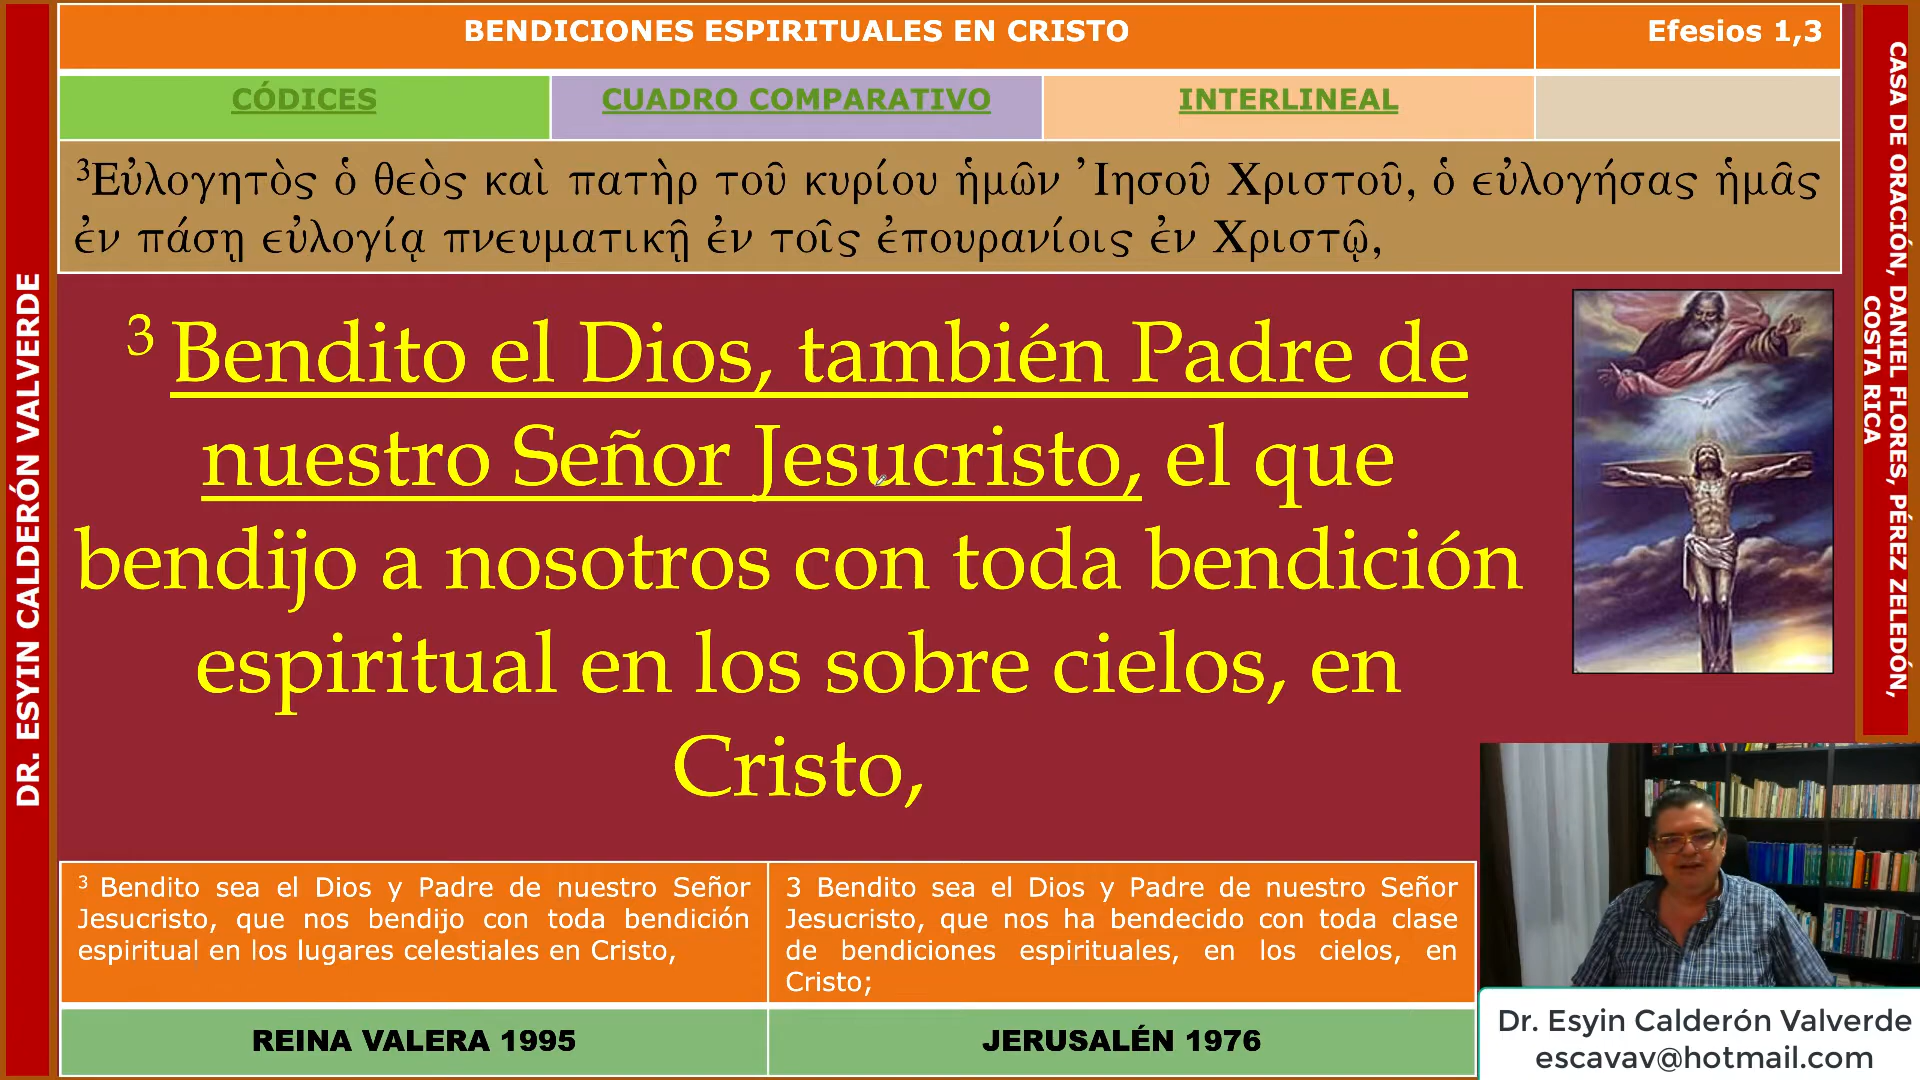 BENDICIONES ESPIRITUALES EN CRISTO
Efesios 1,3
CÓDICES
CUADRO COMPARATIVO
INTERLINEAL
³Εὐλογητὸς ὁ θεὸς καὶ πατὴρ τοῦ κυρίου ἡμῶν Ἰησοῦ Χριστοῦ, ὁ εὐλογήσας ἡμᾶς
ἐν πάσῃ εὐλογίᾳ πνευματικῇ ἐν τοῖς ἐπουρανίοις ἐν Χριστῷ,
³ Bendito el Dios, también Padre de
nuestro Señor Jesucristo, el que
bendijo a nosotros con toda bendición
espiritual en los sobre cielos, en
Cristo,
³ Bendito sea el Dios y Padre de nuestro Señor
Jesucristo, que nos bendijo con toda bendición
espiritual en los lugares celestiales en Cristo,
3 Bendito sea el Dios y Padre de nuestro Señor
Jesucristo, que nos ha bendecido con toda clase
de bendiciones espirituales, en los cielos, en
Cristo;
REINA VALERA 1995
JERUSALÉN 1976
DR. ESYIN CALDERÓN VALVERDE
CASA DE ORACIÓN, DANIEL FLORES, PÉREZ ZELEDÓN,
COSTA RICA
Dr. Esyin Calderón Valverde
escavav@hotmail.com